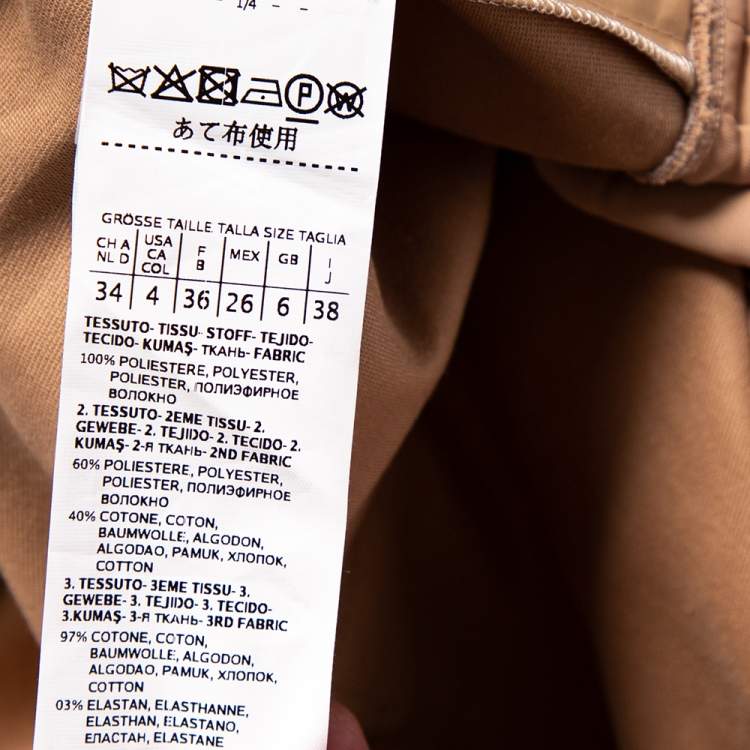 1/4 - -
P W
あて布使用
GRÖSSE TAILLE TALLA SIZE TAGLIA
CH A NL D USA CA COL F B MEX GB I J
34 4 36 26 6 38
TESSUTO- TISSU- STOFF- TEJIDO-
TECIDO- KUMAŞ- ТКАНЬ- FABRIC
100% POLIESTERE, POLYESTER,
POLIESTER, ПОЛИЭФИРНОЕ
ВОЛОКНО
2. TESSUTO- 2EME TISSU- 2.
GEWEBE- 2. TEJIDO- 2. TECIDO- 2.
KUMAŞ- 2-Я ТКАНЬ- 2ND FABRIC
60% POLIESTERE, POLYESTER,
POLIESTER, ПОЛИЭФИРНОЕ
ВОЛОКНО
40% COTONE, COTON,
BAUMWOLLE, ALGODON,
ALGODAO, PAMUK, ХЛОПОК,
COTTON
3. TESSUTO- 3EME TISSU- 3.
GEWEBE- 3. TEJIDO- 3. TECIDO-
3.KUMAŞ- 3-Я ТКАНЬ- 3RD FABRIC
97% COTONE, COTON,
BAUMWOLLE, ALGODON,
ALGODAO, PAMUK, ХЛОПОК,
COTTON
03% ELASTAN, ELASTHANNE,
ELASTHAN, ELASTANO,
ЕПАСТАН, ELASTANE